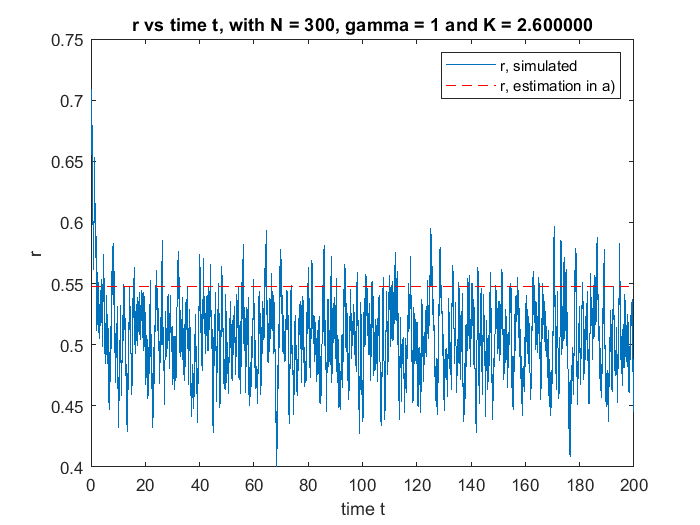 r vs time t, with N = 300, gamma = 1 and K = 2.600000
0.75
r, simulated
r, estimation in a)
0.7
0.65
0.6
0.55
0.5
0.45
0.4
r
0 20 40 60 80 100 120 140 160 180 200
time t